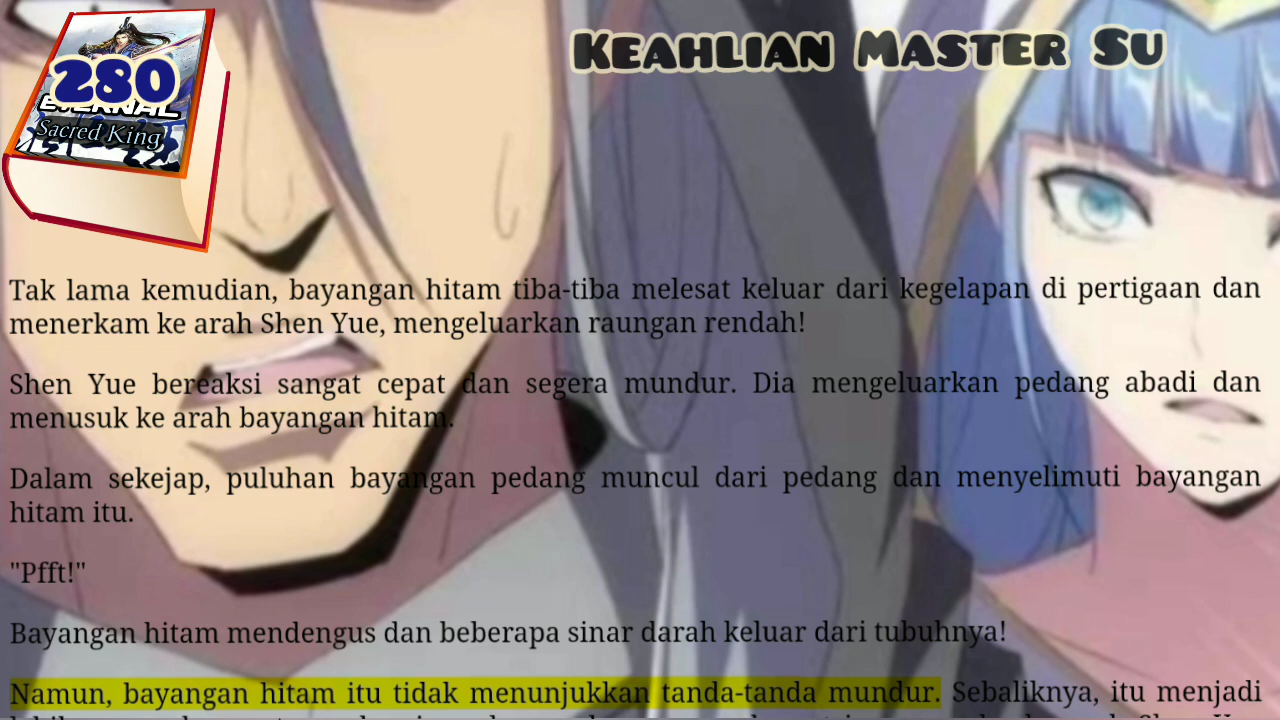 280
ETERNAL
Sacred King
Keahlian Master Su
Tak lama kemudian, bayangan hitam tiba-tiba melesat keluar dari kegelapan di pertigaan dan
menerkam ke arah Shen Yue, mengeluarkan raungan rendah!
Shen Yue bereaksi sangat cepat dan segera mundur. Dia mengeluarkan pedang abadi dan
menusuk ke arah bayangan hitam.
Dalam sekejap, puluhan bayangan pedang muncul dari pedang dan menyelimuti bayangan
hitam itu.
"Pfft!"
Bayangan hitam mendengus dan beberapa sinar darah keluar dari tubuhnya!
Namun, bayangan hitam itu tidak menunjukkan tanda-tanda mundur. Sebaliknya, itu menjadi